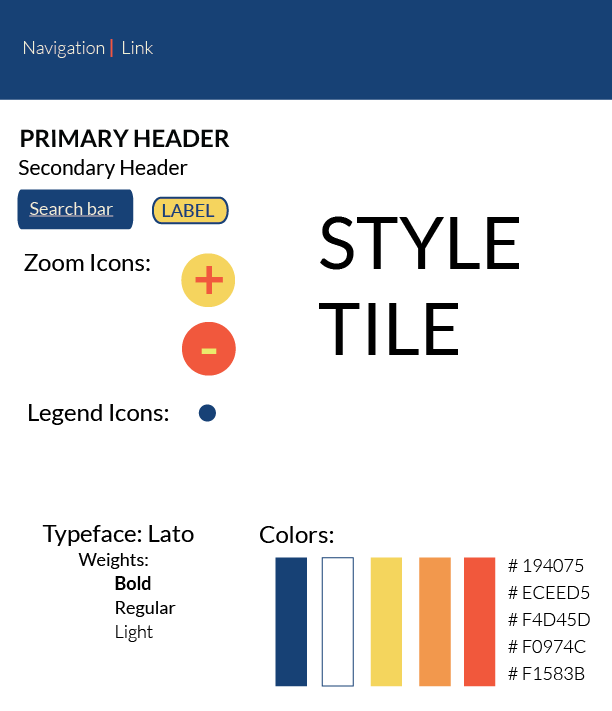 Navigation | Link
PRIMARY HEADER
Secondary Header
Search bar
LABEL
Zoom Icons:
+
-
Legend Icons:
STYLE
TILE
Typeface: Lato
Weights:
Bold
Regular
Light
Colors:
# 194075
# ECEED5
# F4D45D
# F0974C
# F1583B